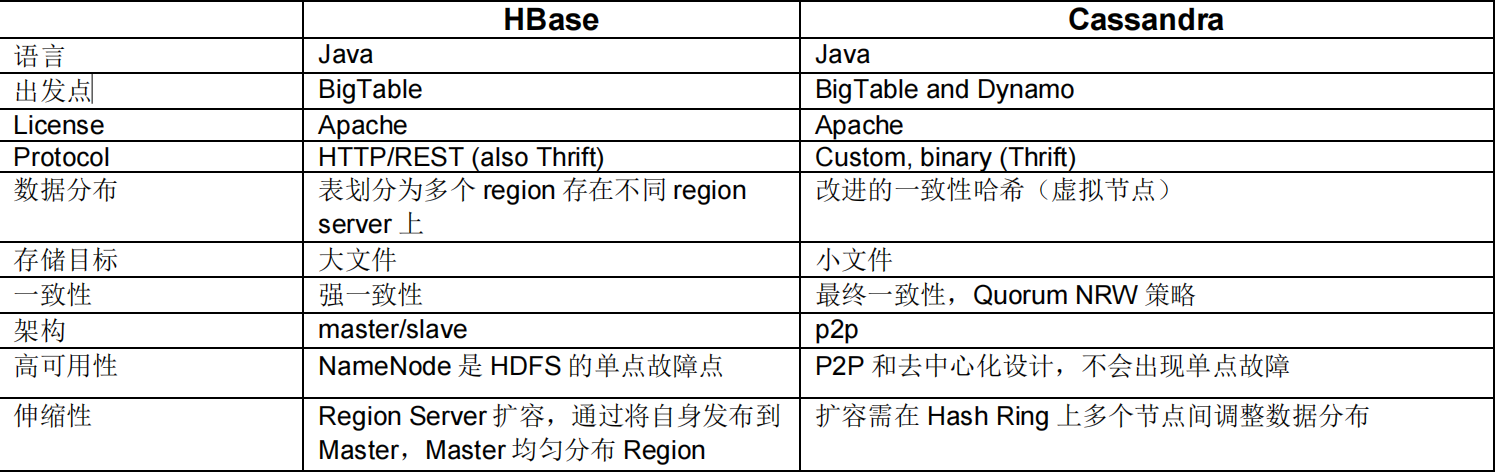 HBase Cassandra
语言 Java Java
出发点 BigTable BigTable and Dynamo
License Apache Apache
Protocol HTTP/REST (also Thrift) Custom, binary (Thrift)
数据分布 表划分为多个 region 存在不同 region 改进的一致性哈希（虚拟节点）
server 上
存储目标 大文件 小文件
一致性 强一致性 最终一致性，Quorum NRW 策略
架构 master/slave p2p
高可用性 NameNode 是 HDFS 的单点故障点 P2P 和去中心化设计，不会出现单点故障
伸缩性 Region Server 扩容，通过将自身发布到 扩容需在 Hash Ring 上多个节点间调整数据分布
Master，Master 均匀分布 Region